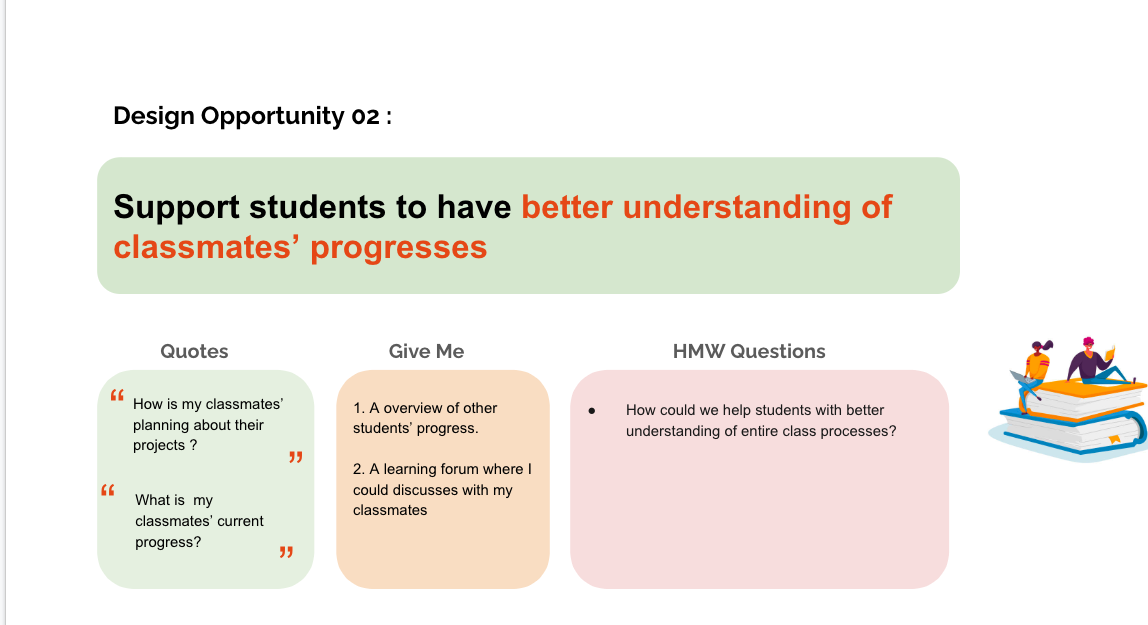 Design Opportunity 02 :
Support students to have better understanding of
classmates’ progresses
Quotes
“
How is my classmates’
planning about their
projects ?
”
“
What is  my
classmates’ current
progress?
”
Give Me
1. A overview of other
students’ progress.
2. A learning forum where I
could discusses with my
classmates
HMW Questions
● How could we help students with better
understanding of entire class processes?